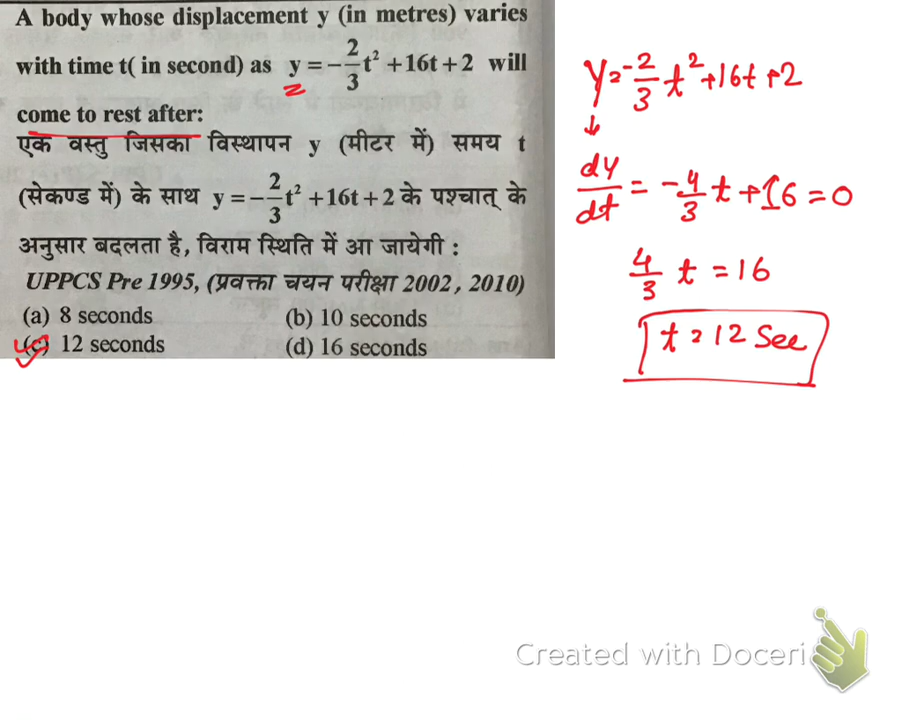 A body whose displacement y (in metres) varies
with time t( in second) as y = -2/3 t² +16t+2 will
come to rest after:
एक वस्तु जिसका विस्थापन y (मीटर में) समय t
(सेकण्ड में) के साथ y = -2/3 t² +16t+2 के पश्चात् के
अनुसार बदलता है, विराम स्थिति में आ जायेगी :
UPPCS Pre 1995, (प्रवक्ता चयन परीक्षा 2002, 2010)
(a) 8 seconds (b) 10 seconds
(c) 12 seconds (d) 16 seconds
y = -2/3 t² +16t+2
dy/dt = -4/3 t + 16 = 0
4/3 t = 16
t = 12 Sec
Created with Doceri